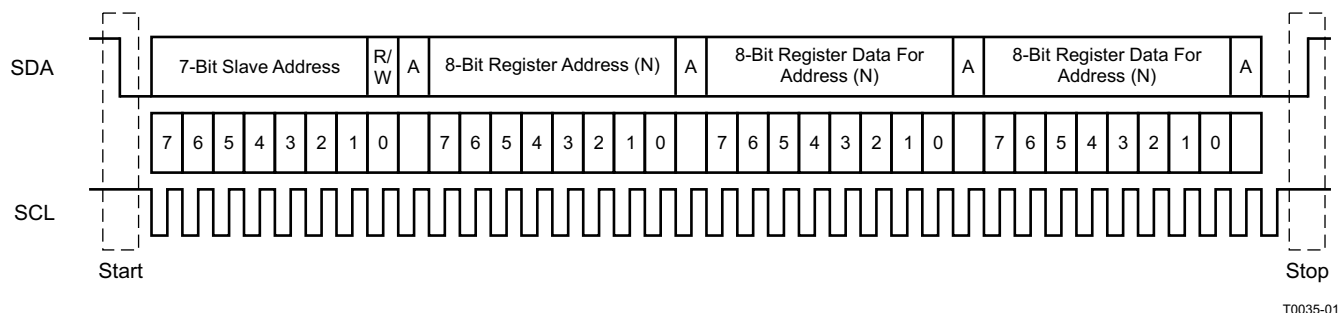 SDA
7-Bit Slave Address
R/
W
A
8-Bit Register Address (N)
A
8-Bit Register Data For
Address (N)
A
8-Bit Register Data For
Address (N)
A
7 6 5 4 3 2 1 0 7 6 5 4 3 2 1 0 7 6 5 4 3 2 1 0 7 6 5 4 3 2 1 0
SCL
Start
Stop
T0035-01